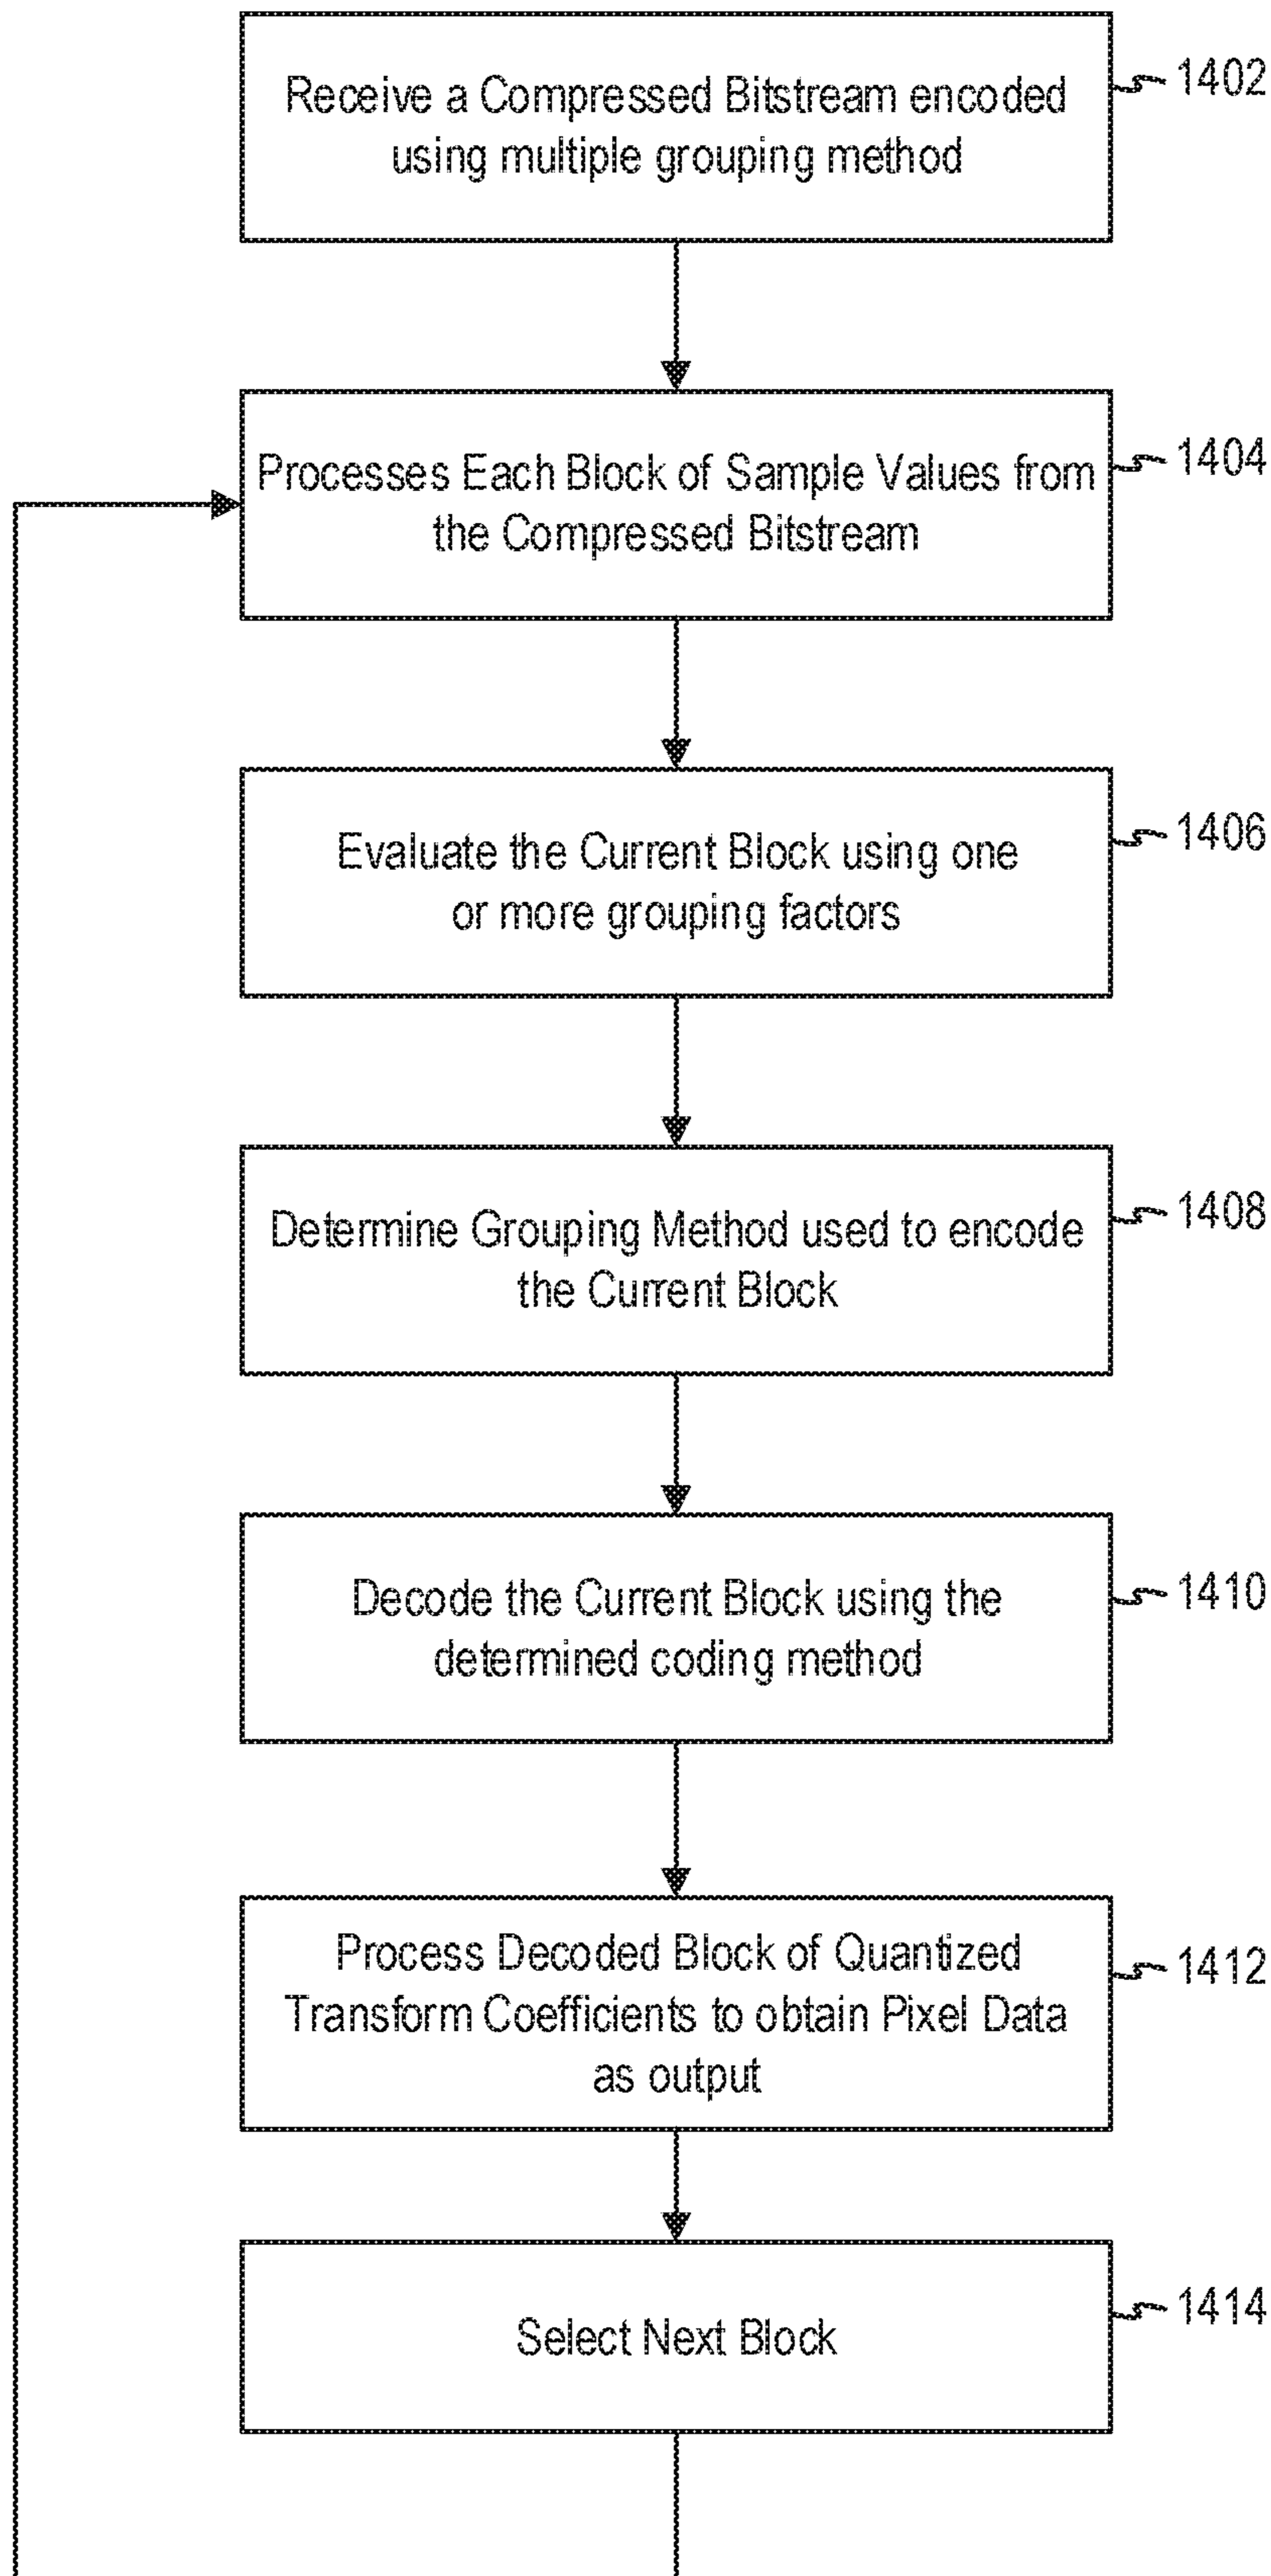 Receive a Compressed Bitstream encoded
using multiple grouping method
1402
Processes Each Block of Sample Values from
the Compressed Bitstream
1404
Evaluate the Current Block using one
or more grouping factors
1406
Determine Grouping Method used to encode
the Current Block
1408
Decode the Current Block using the
determined coding method
1410
Process Decoded Block of Quantized
Transform Coefficients to obtain Pixel Data
as output
1412
Select Next Block
1414